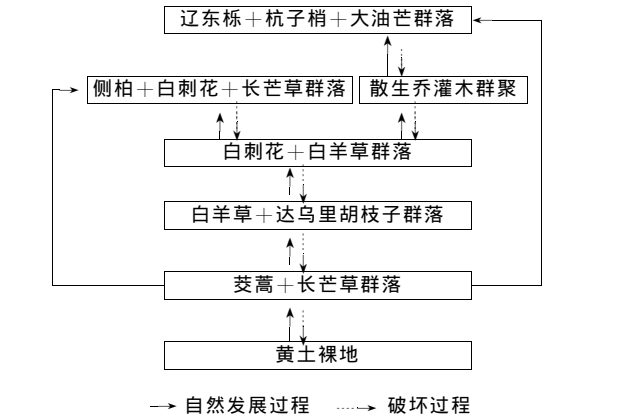 辽东栎＋杭子梢＋大油芒群落
侧柏＋白刺花＋长芒草群落
散生乔灌木群聚
白刺花＋白羊草群落
白羊草＋达乌里胡枝子群落
茭蒿＋长芒草群落
黄土裸地
自然发展过程
破坏过程